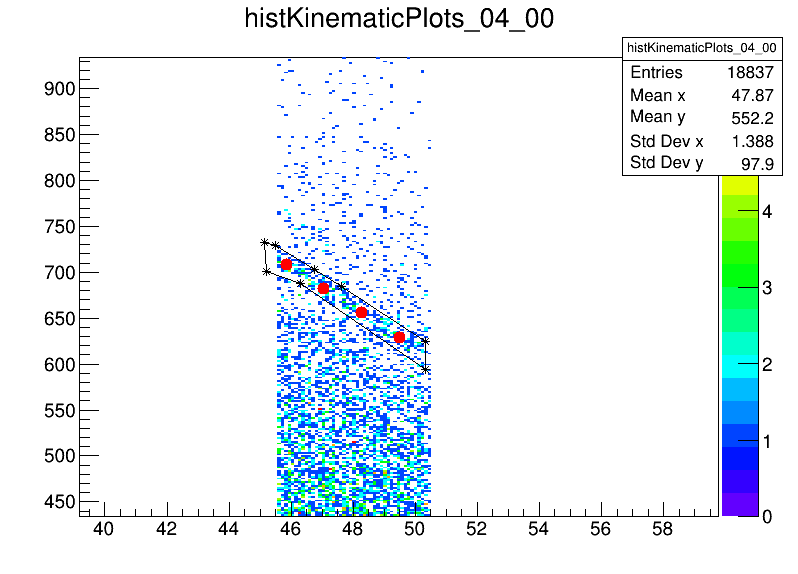 histKinematicPlots_04_00
histKinematicPlots_04_00
Entries 18837
Mean x 47.87
Mean y 552.2
Std Dev x 1.388
Std Dev y 97.9
900
850
800
750
700
650
600
550
500
450
4
3
2
1
0
40 42 44 46 48 50 52 54 56 58